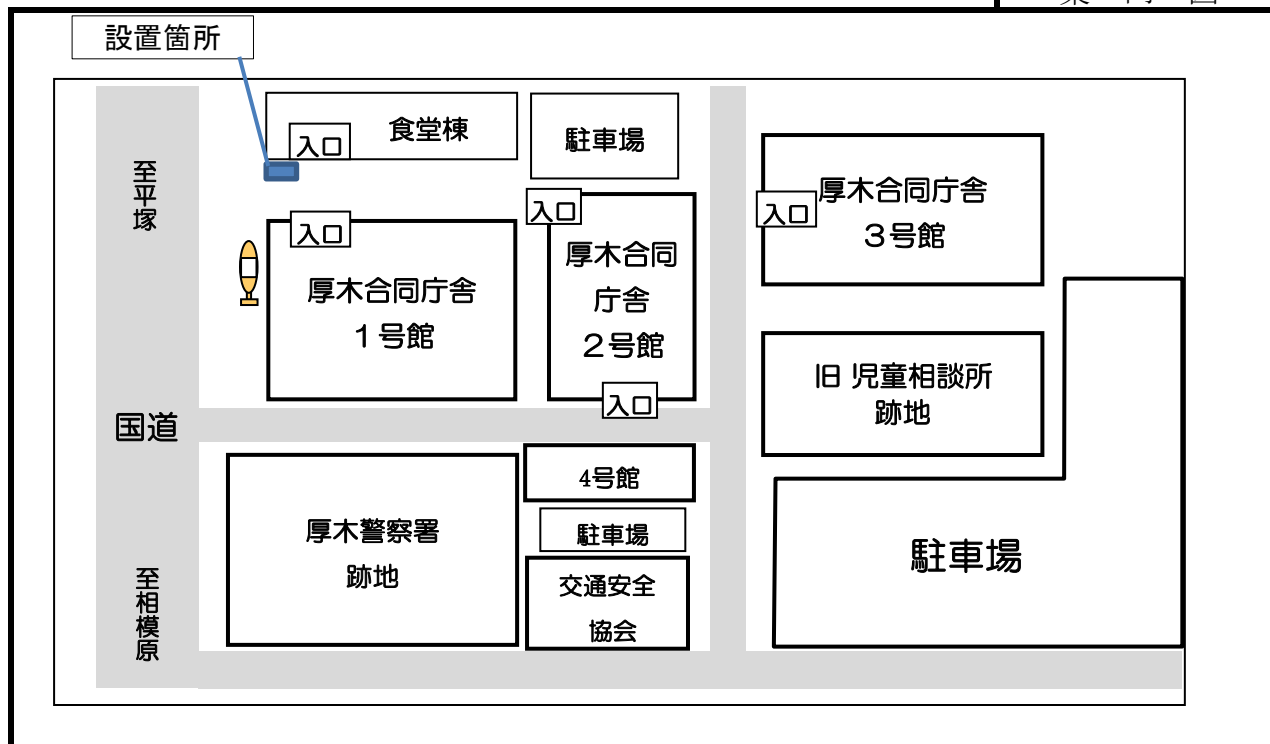 案内図
設置箇所
食堂棟
入口
駐車場
至平塚
入口
厚木合同庁舎
１号館
入口
厚木合同
庁舎
２号館
入口
入口
厚木合同庁舎
３号館
旧 児童相談所
跡地
国道
至相模原
厚木警察署
跡地
4号館
駐車場
交通安全
協会
駐車場